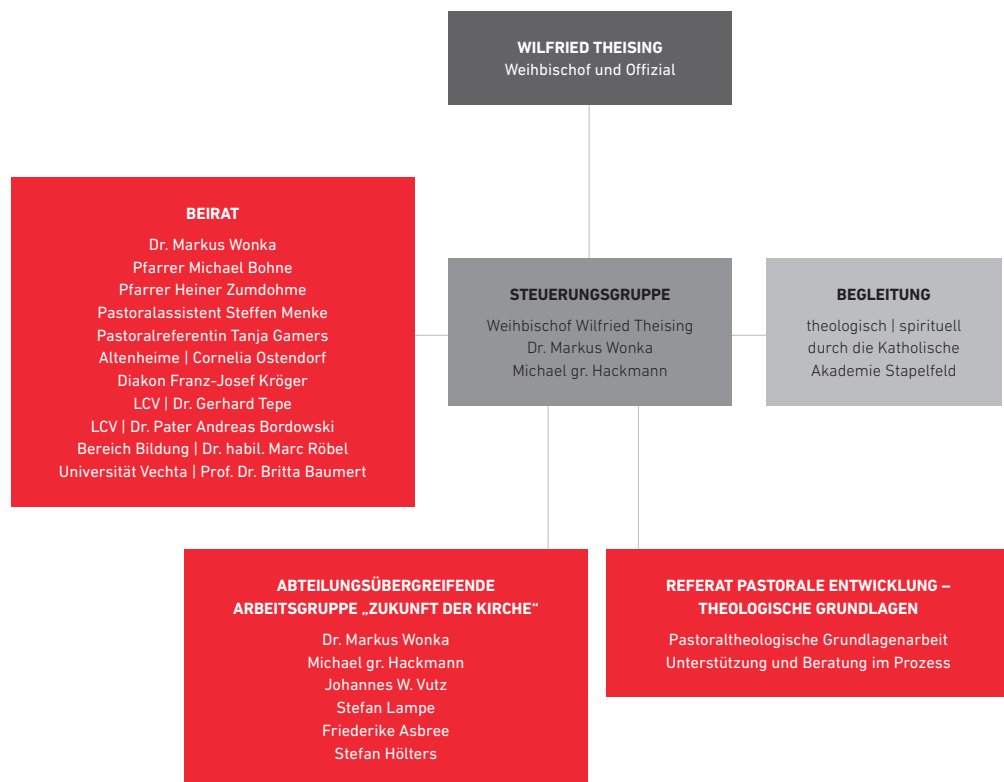 WILFRIED THEISING
Weihbischof und Offizial
BEIRAT
Dr. Markus Wonka
Pfarrer Michael Bohne
Pfarrer Heiner Zumdohme
Pastoralassistent Steffen Menke
Pastoralreferentin Tanja Gamers
Altenheime | Cornelia Ostendorf
Diakon Franz-Josef Kröger
LCV | Dr. Gerhard Tepe
LCV | Dr. Pater Andreas Bordowski
Bereich Bildung | Dr. habil. Marc Röbel
Universität Vechta | Prof. Dr. Britta Baumert
STEUERUNGSGRUPPE
Weihbischof Wilfried Theising
Dr. Markus Wonka
Michael gr. Hackmann
BEGLEITUNG
theologisch | spirituell
durch die Katholische
Akademie Stapelfeld
ABTEILUNGSÜBERGREIFENDE
ARBEITSGRUPPE „ZUKUNFT DER KIRCHE“
Dr. Markus Wonka
Michael gr. Hackmann
Johannes W. Vutz
Stefan Lampe
Friederike Asbree
Stefan Hölters
REFERAT PASTORALE ENTWICKLUNG –
THEOLOGISCHE GRUNDLAGEN
Pastoraltheologische Grundlagenarbeit
Unterstützung und Beratung im Prozess